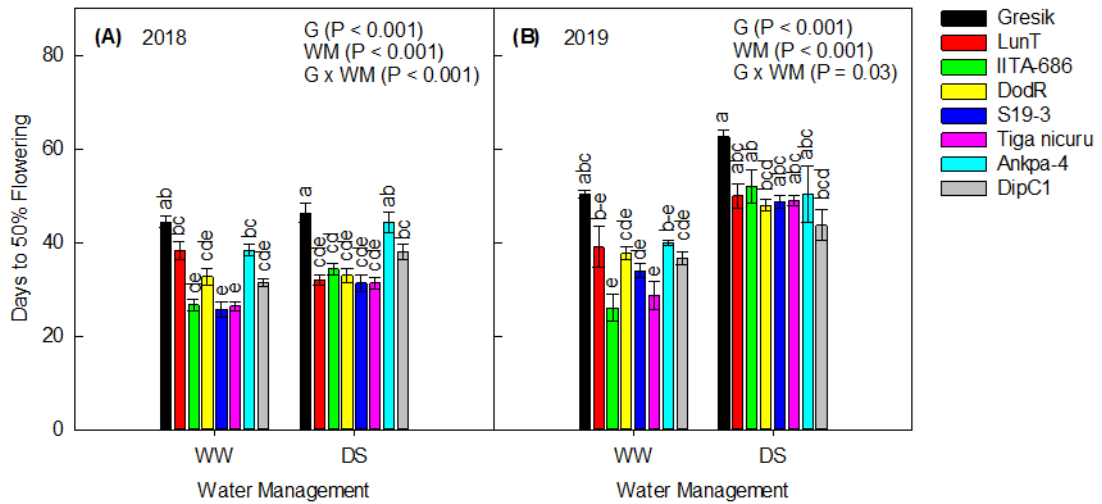 (A) 2018
G (P < 0.001)
WM (P < 0.001)
G x WM (P < 0.001)
(B) 2019
G (P < 0.001)
WM (P < 0.001)
G x WM (P = 0.03)
Gresik
LunT
IITA-686
DodR
S19-3
Tiga nicuru
Ankpa-4
DipC1
Days to 50% Flowering
80
60
40
20
0
ab
bc
de
cde
e
e
bc
cde
a
cde
cd
cde
cde
cde
ab
bc
abc
b-e
e
cde
de
e
b-e
cde
a
abc
ab
bcd
abc
abc
abc
bcd
WW
DS
WW
DS
Water Management
Water Management